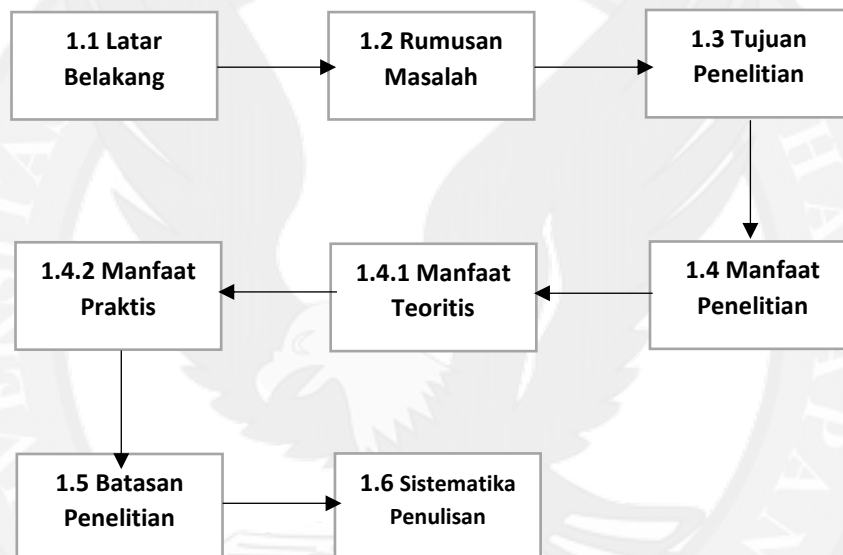 1.1 Latar
Belakang
1.2 Rumusan
Masalah
1.3 Tujuan
Penelitian
1.4 Manfaat
Penelitian
1.4.1 Manfaat
Teoritis
1.4.2 Manfaat
Praktis
1.5 Batasan
Penelitian
1.6 Sistematika
Penulisan